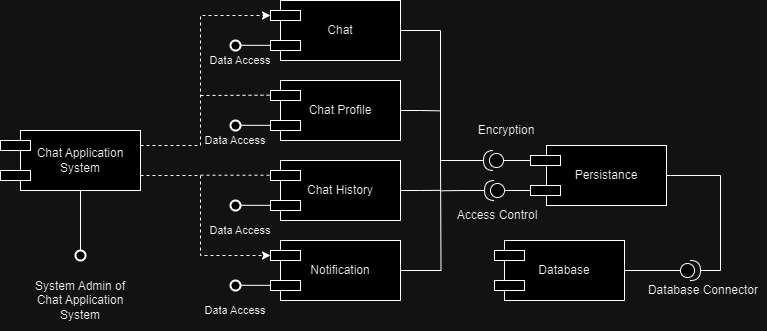 Chat
Data Access
Chat Profile
Data Access
Encryption
Chat Application
System
Persistance
Chat History
Access Control
Data Access
Notification
Database
System Admin of
Chat Application
System
Database Connector
Data Access